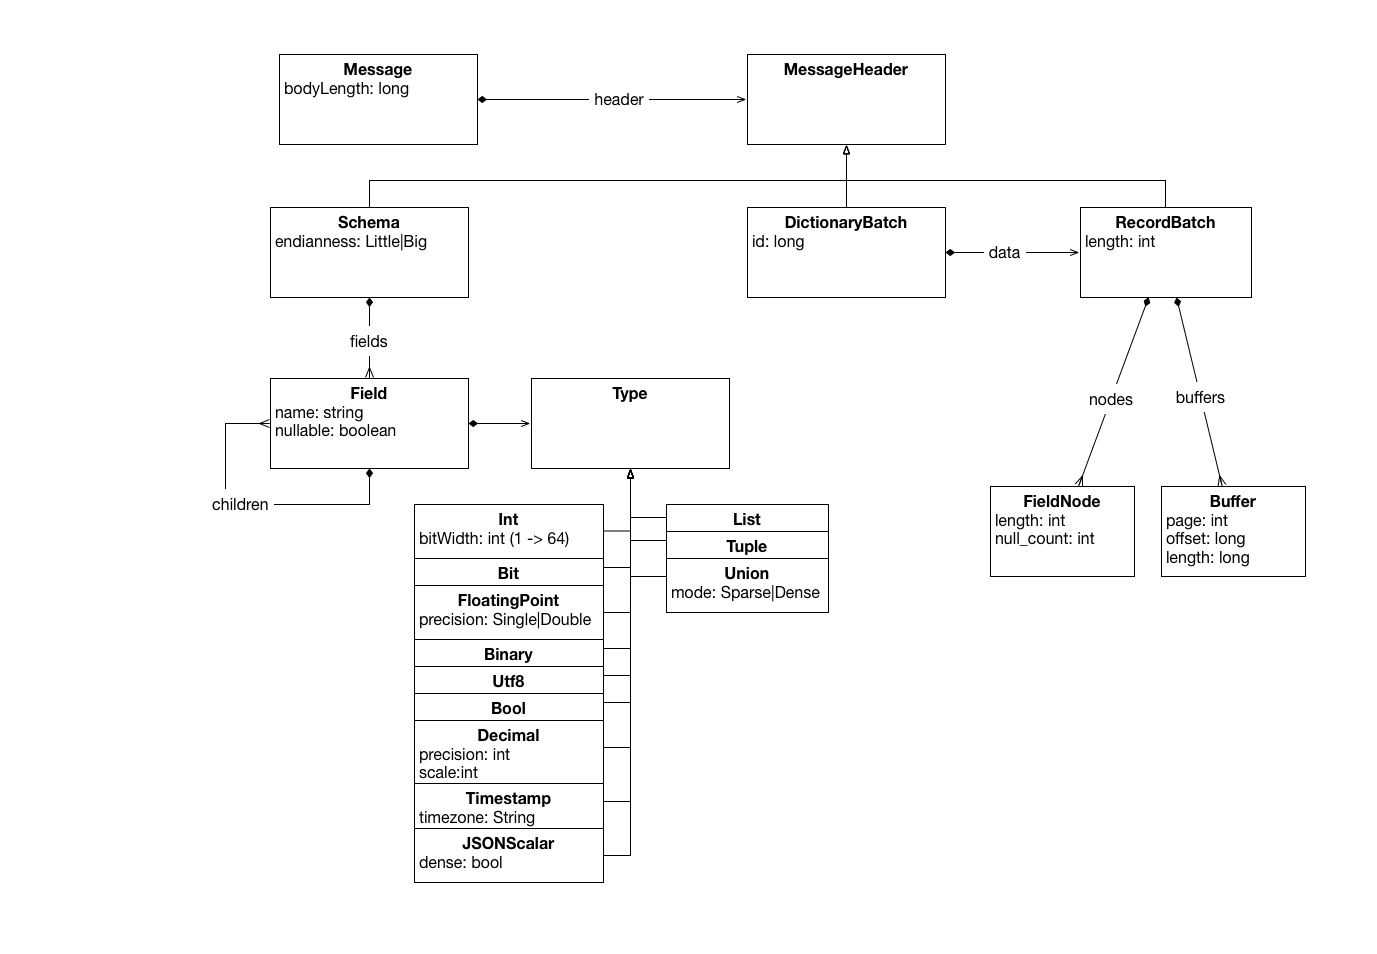 Message
bodyLength: long
header
MessageHeader
Schema
endianness: Little|Big
DictionaryBatch
id: long
data
RecordBatch
length: int
fields
Field
name: string
nullable: boolean
children
Type
nodes
buffers
FieldNode
length: int
null_count: int
Buffer
page: int
offset: long
length: long
Int
bitWidth: int (1 -> 64)
Bit
FloatingPoint
precision: Single|Double
Binary
Utf8
Bool
Decimal
precision: int
scale:int
Timestamp
timezone: String
JSONScalar
dense: bool
List
Tuple
Union
mode: Sparse|Dense